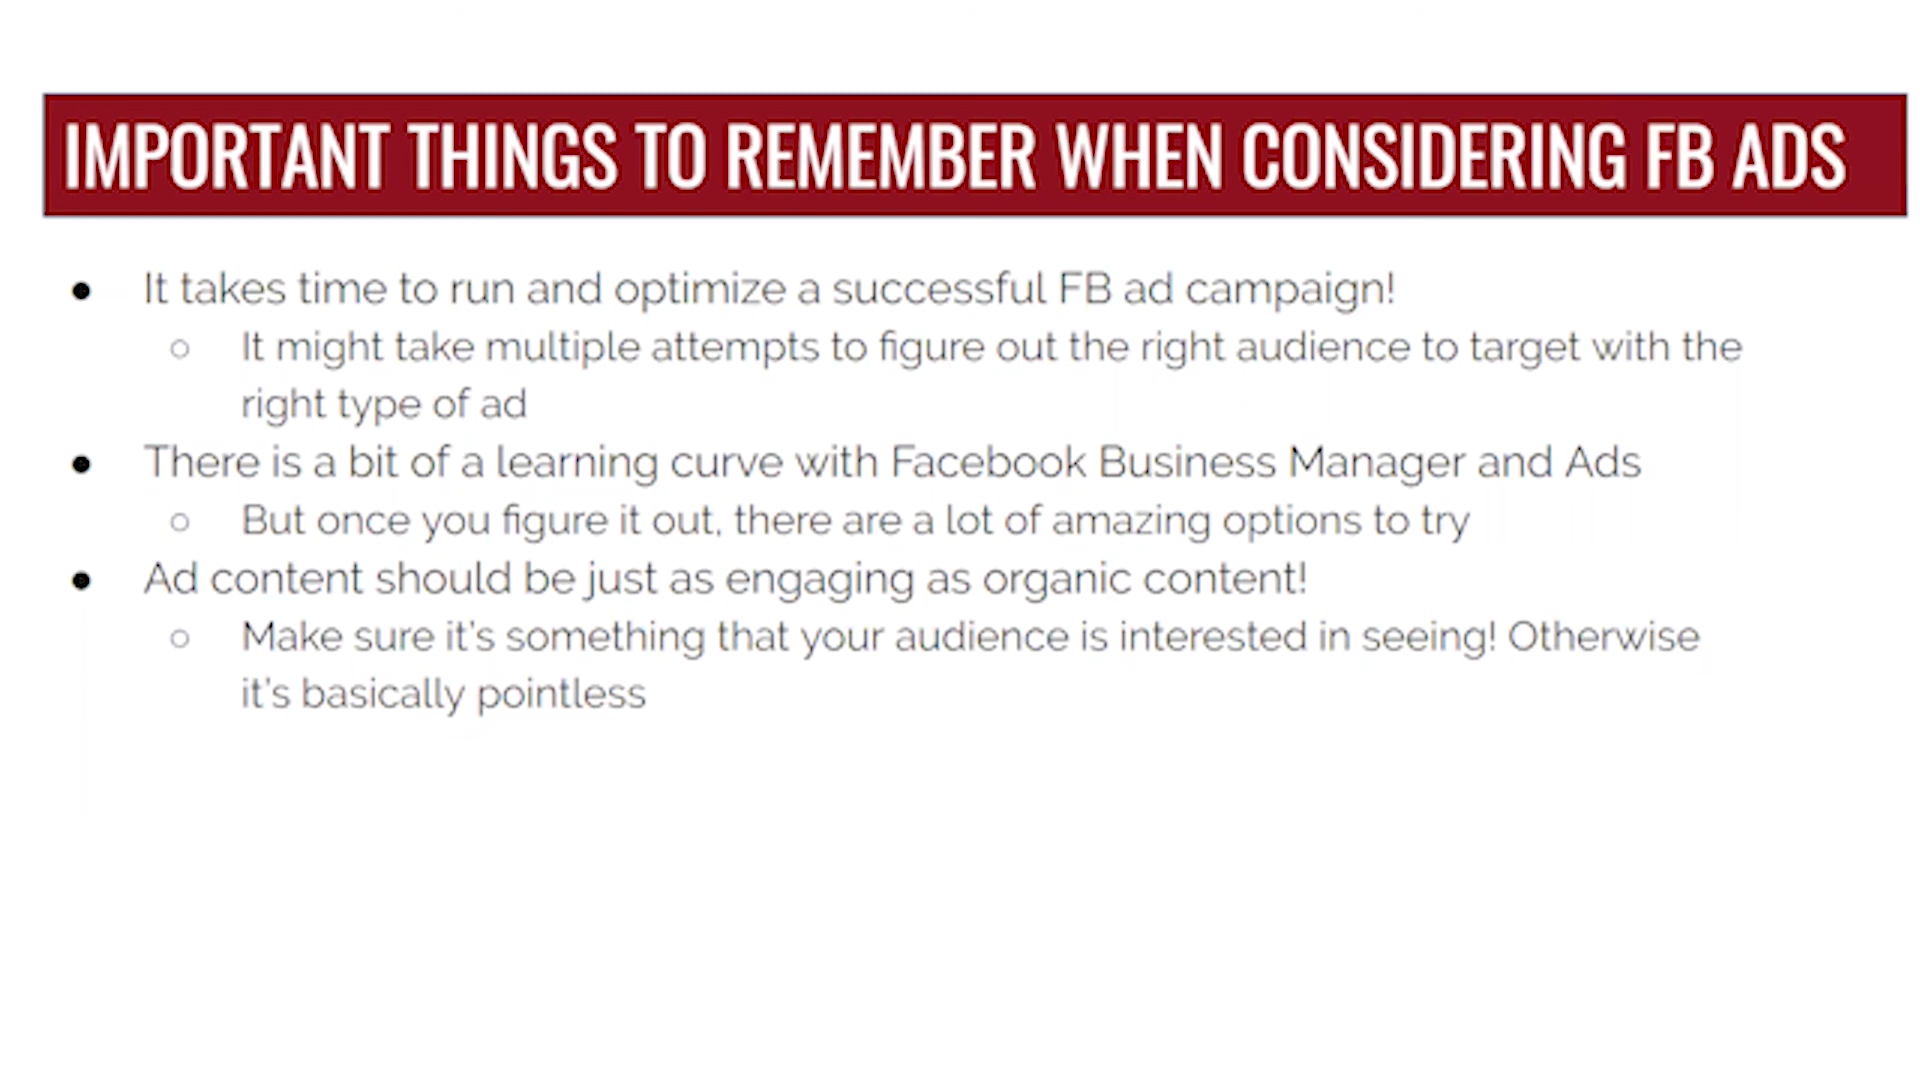 IMPORTANT THINGS TO REMEMBER WHEN CONSIDERING FB ADS
● It takes time to run and optimize a successful FB ad campaign!
○ It might take multiple attempts to figure out the right audience to target with the
right type of ad
● There is a bit of a learning curve with Facebook Business Manager and Ads
○ But once you figure it out, there are a lot of amazing options to try
● Ad content should be just as engaging as organic content!
○ Make sure it's something that your audience is interested in seeing! Otherwise
it's basically pointless